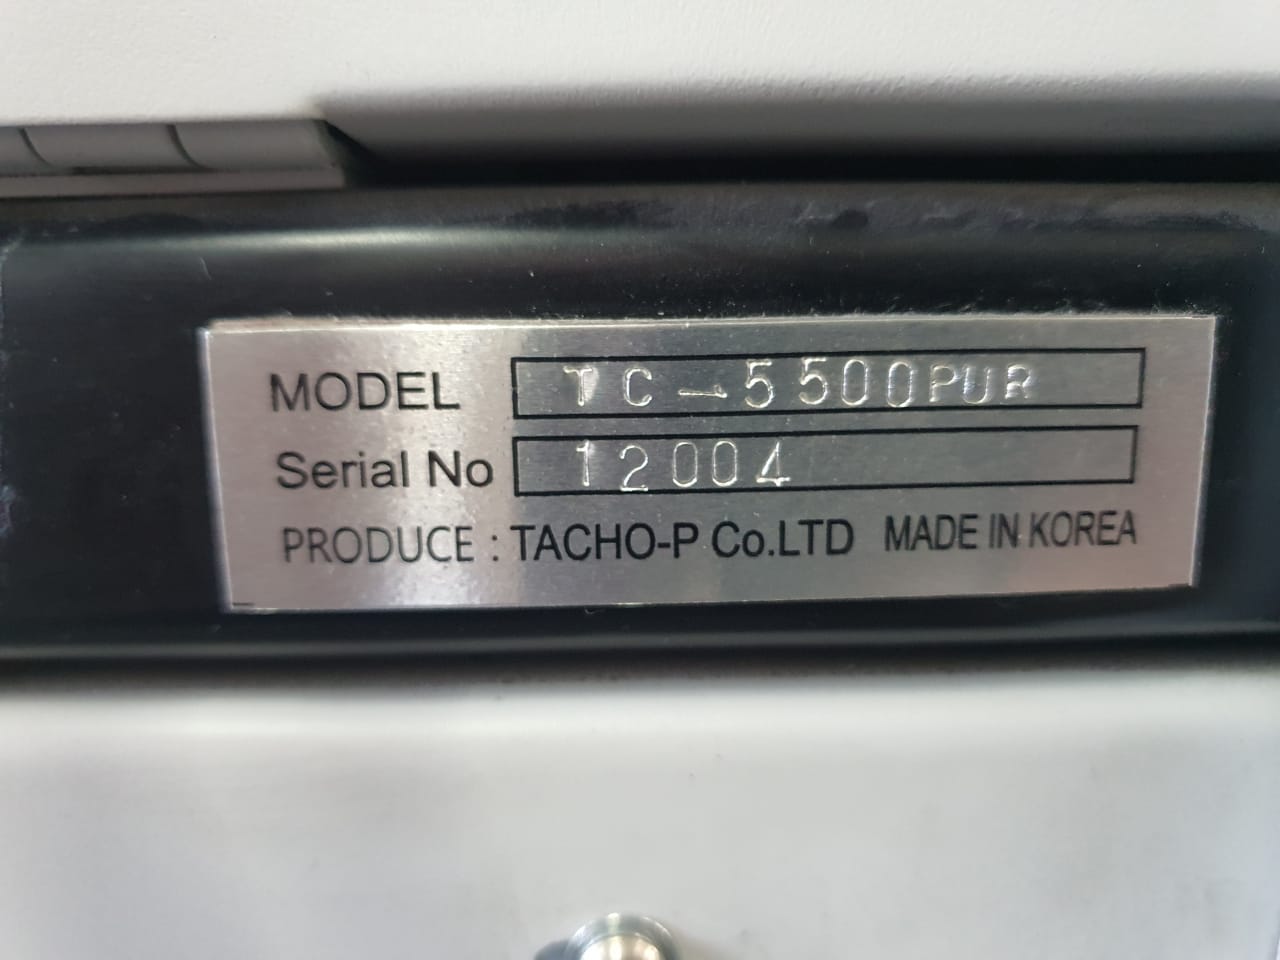 MODEL TC-5500PUR
Serial No 12004
PRODUCE : TACHO-P Co.LTD MADE IN KOREA